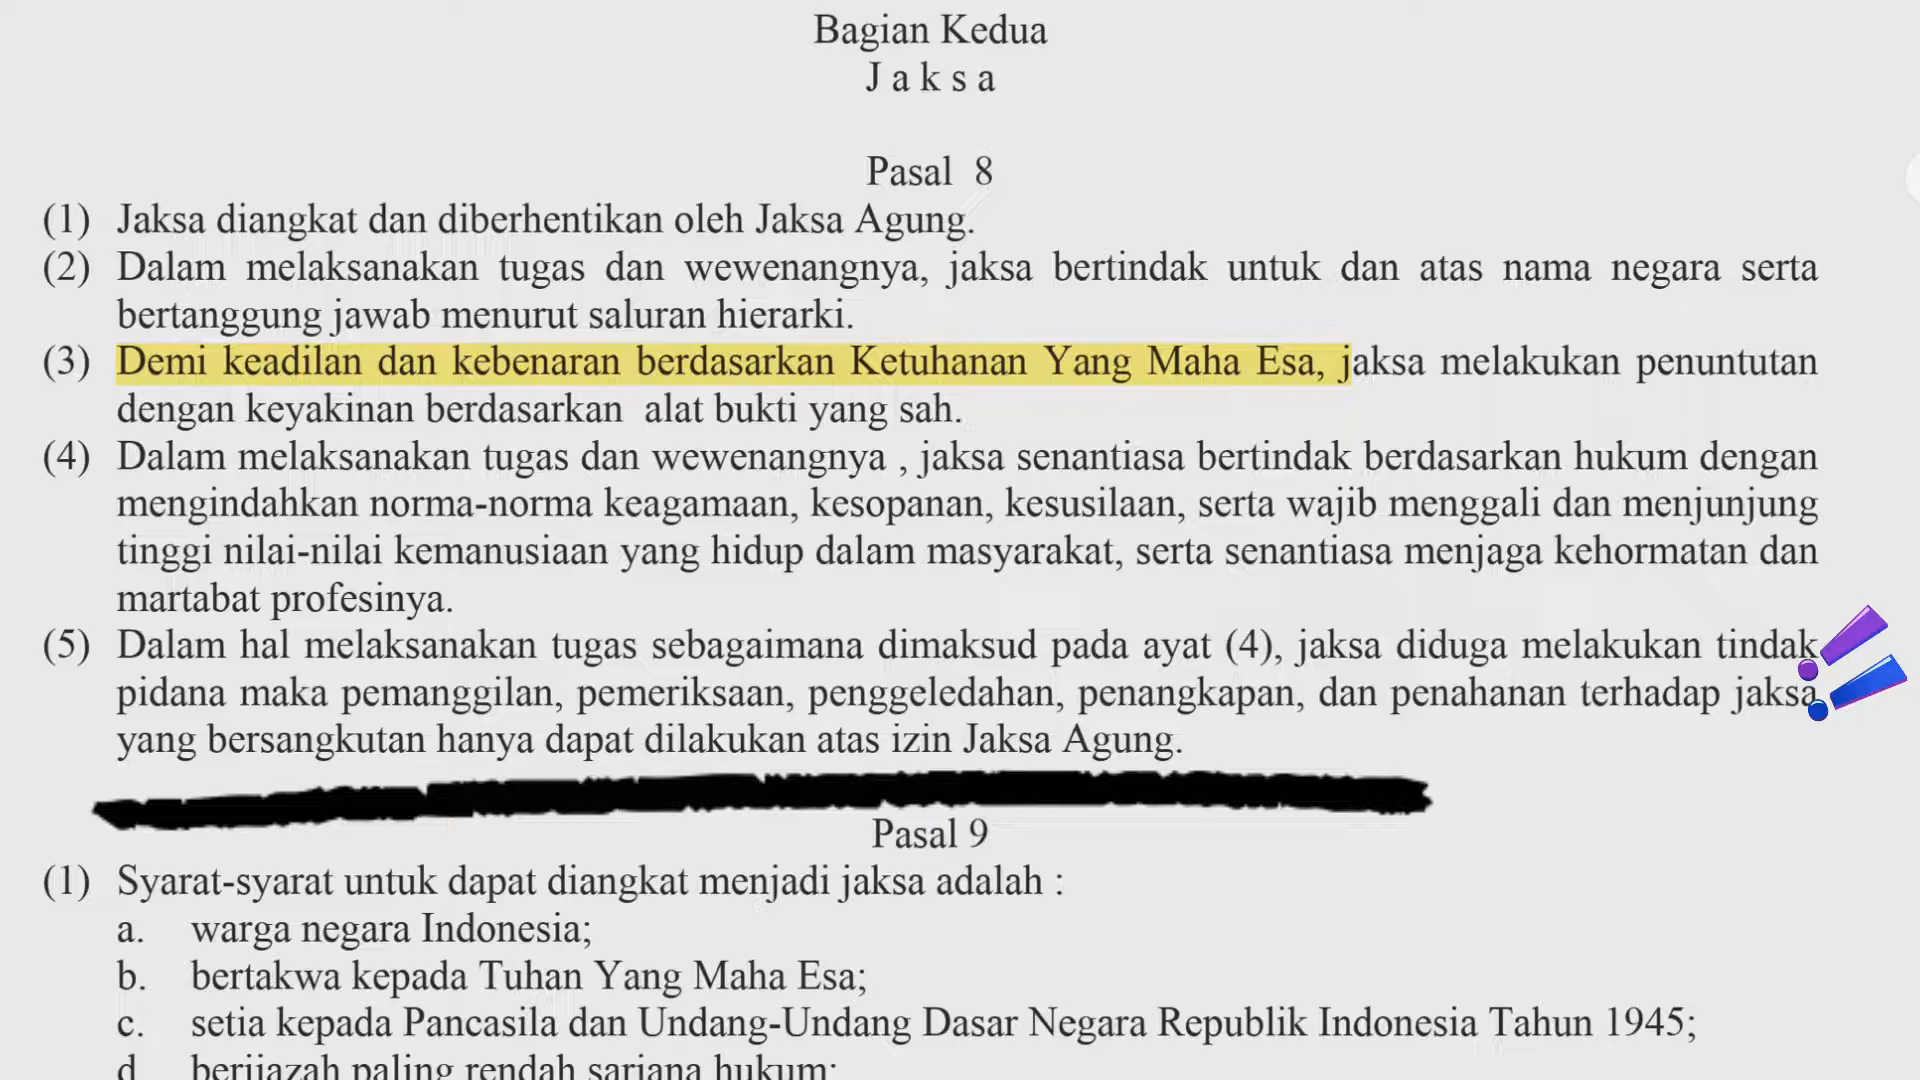 Bagian Kedua
J a k s a
Pasal 8
(1) Jaksa diangkat dan diberhentikan oleh Jaksa Agung.
(2) Dalam melaksanakan tugas dan wewenangnya, jaksa bertindak untuk dan atas nama negara serta
bertanggung jawab menurut saluran hierarki.
(3) Demi keadilan dan kebenaran berdasarkan Ketuhanan Yang Maha Esa, jaksa melakukan penuntutan
dengan keyakinan berdasarkan alat bukti yang sah.
(4) Dalam melaksanakan tugas dan wewenangnya , jaksa senantiasa bertindak berdasarkan hukum dengan
mengindahkan norma-norma keagamaan, kesopanan, kesusilaan, serta wajib menggali dan menjunjung
tinggi nilai-nilai kemanusiaan yang hidup dalam masyarakat, serta senantiasa menjaga kehormatan dan
martabat profesinya.
(5) Dalam hal melaksanakan tugas sebagaimana dimaksud pada ayat (4), jaksa diduga melakukan tindak
pidana maka pemanggilan, pemeriksaan, penggeledahan, penangkapan, dan penahanan terhadap jaksa
yang bersangkutan hanya dapat dilakukan atas izin Jaksa Agung.
Pasal 9
(1) Syarat-syarat untuk dapat diangkat menjadi jaksa adalah :
a. warga negara Indonesia;
b. bertakwa kepada Tuhan Yang Maha Esa;
c. setia kepada Pancasila dan Undang-Undang Dasar Negara Republik Indonesia Tahun 1945;
d. berijazah paling rendah sarjana hukum;